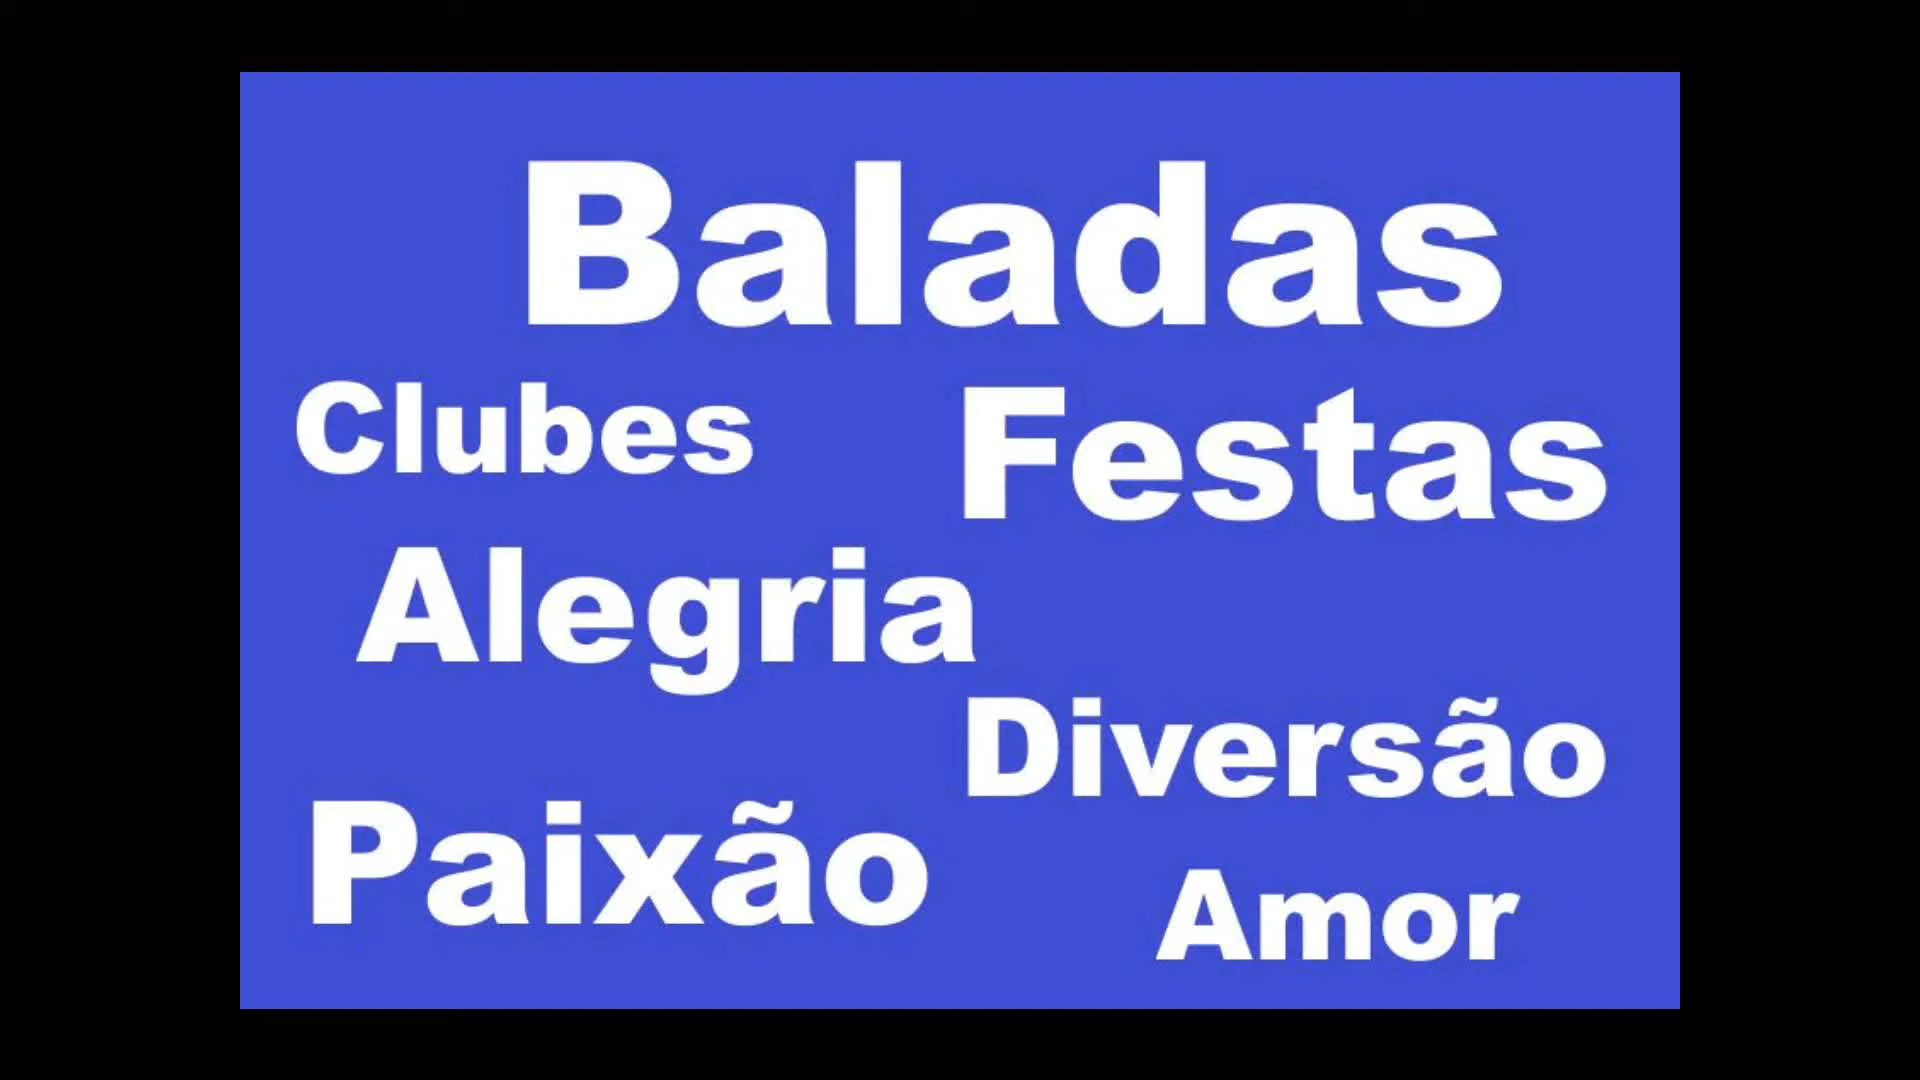 Baladas
Clubes
Festas
Alegria
Diversão
Paixão
Amor